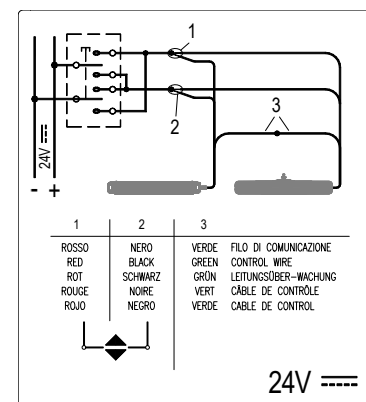 1
2
3
24V
- +
1 2 3
ROSSO NERO VERDE FILO DI COMUNICAZIONE
RED BLACK GREEN CONTROL WIRE
ROT SCHWARZ GRÜN LEITUNGSÜBER-WACHUNG
ROUGE NOIRE VERT CÂBLE DE CONTRÔLE
ROJO NEGRO VERDE CABLE DE CONTROL
24V